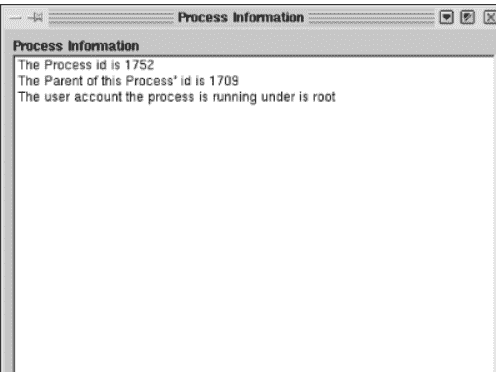 Process Information
Process Information
The Process id is 1752
The Parent of this Process' id is 1709
The user account the process is running under is root